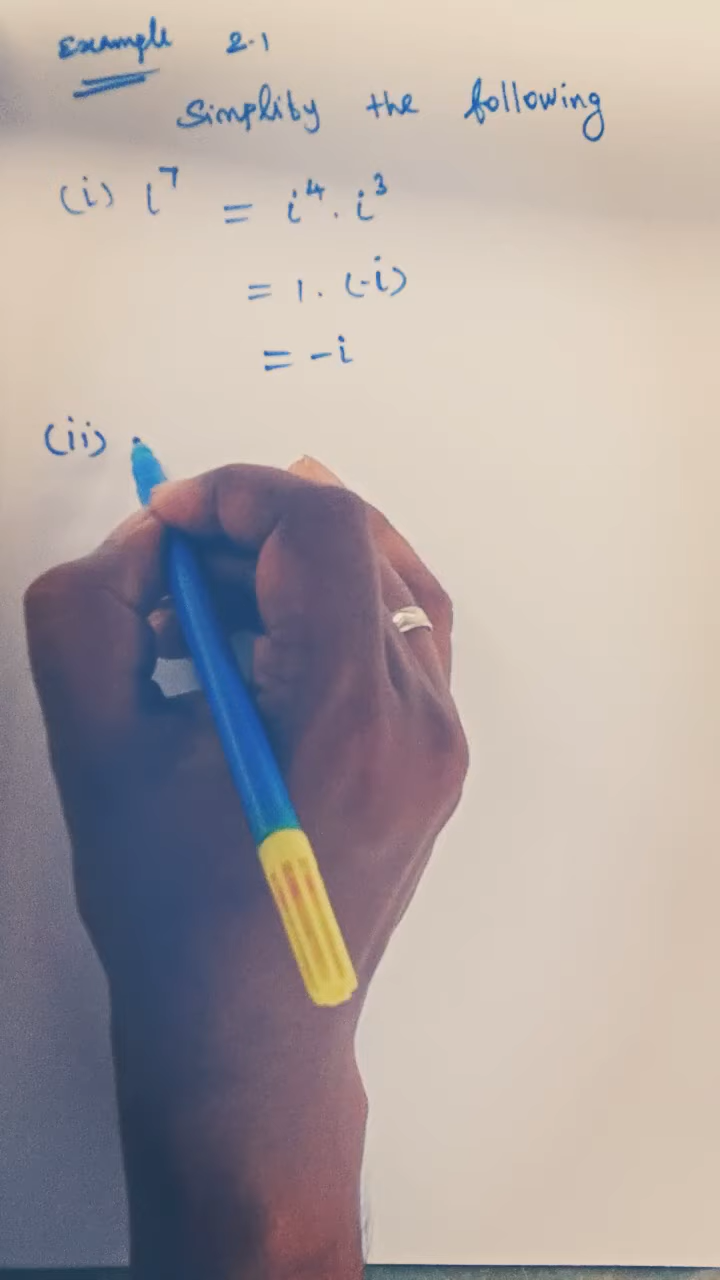 Example 2.1
Simplify the following
(i) i⁷ = i⁴ . i³
= 1 . (-i)
= -i
(ii)